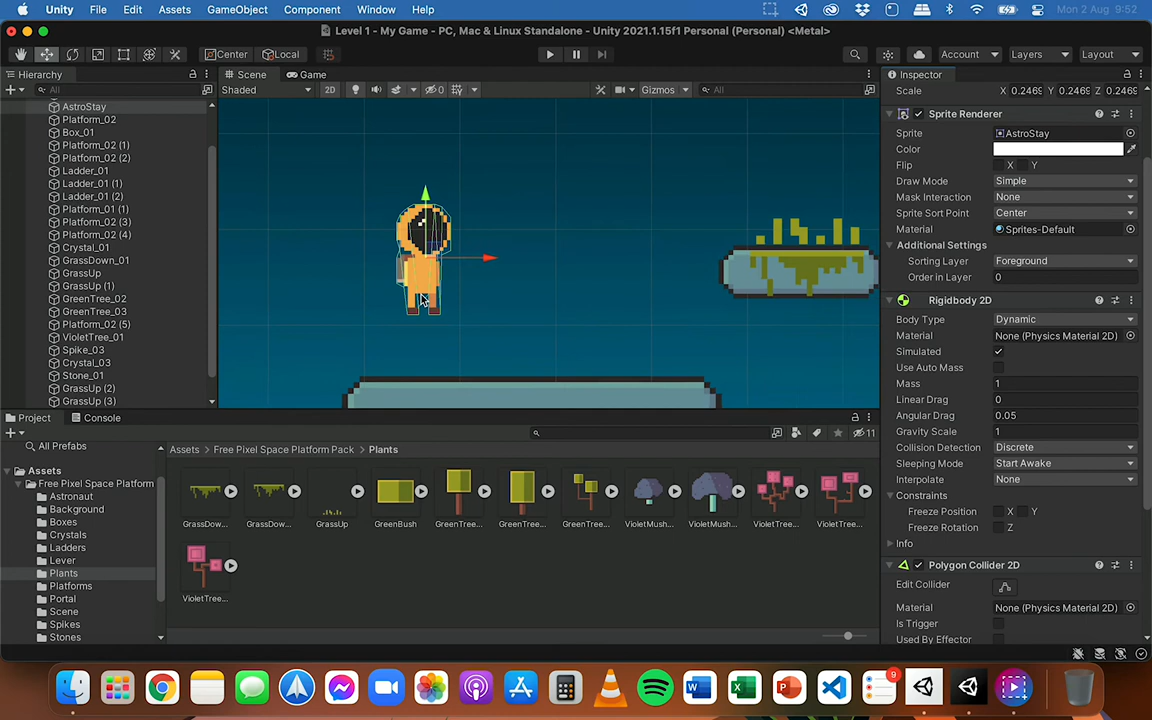 Unity File Edit Assets GameObject Component Window Help Mon 2 Aug 9:52
Level 1 - My Game - PC, Mac & Linux Standalone - Unity 2021.1.15f1 Personal (Personal) <Metal>
Center Local Account Layers Layout
Hierarchy Scene Game Inspector
All Shaded 2D 0 Gizmos All
Scale X 0.2469 Y 0.2469 Z 0.2469
AstroStay
Platform_02
Box_01
Platform_02 (1)
Platform_02 (2)
Ladder_01
Ladder_01 (1)
Ladder_01 (2)
Platform_01 (1)
Platform_02 (3)
Platform_02 (4)
Crystal_01
GrassDown_01
GrassUp
GrassUp (1)
GreenTree_02
GreenTree_03
Platform_02 (5)
VioletTree_01
Spike_03
Crystal_03
Stone_01
GrassUp (2)
GrassUp (3)
Sprite Renderer
Sprite AstroStay
Color
Flip X Y
Draw Mode Simple
Mask Interaction None
Sprite Sort Point Center
Material Sprites-Default
Additional Settings
Sorting Layer Foreground
Order in Layer 0
Rigidbody 2D
Body Type Dynamic
Material None (Physics Material 2D)
Simulated
Use Auto Mass
Mass 1
Linear Drag 0
Angular Drag 0.05
Gravity Scale 1
Collision Detection Discrete
Sleeping Mode Start Awake
Interpolate None
Constraints
Freeze Position X Y
Freeze Rotation Z
Info
Polygon Collider 2D
Edit Collider
Material None (Physics Material 2D)
Is Trigger
Used By Effector
Project Console
11
All Prefabs
Assets
Free Pixel Space Platform
Astronaut
Background
Boxes
Crystals
Ladders
Lever
Plants
Platforms
Portal
Scene
Spikes
Stones
Assets Free Pixel Space Platform Pack Plants
GrassDow... GrassDow... GrassUp GreenBush GreenTree... GreenTree... GreenTree... VioletMush... VioletMush... VioletTree... VioletTree...
VioletTree...
9